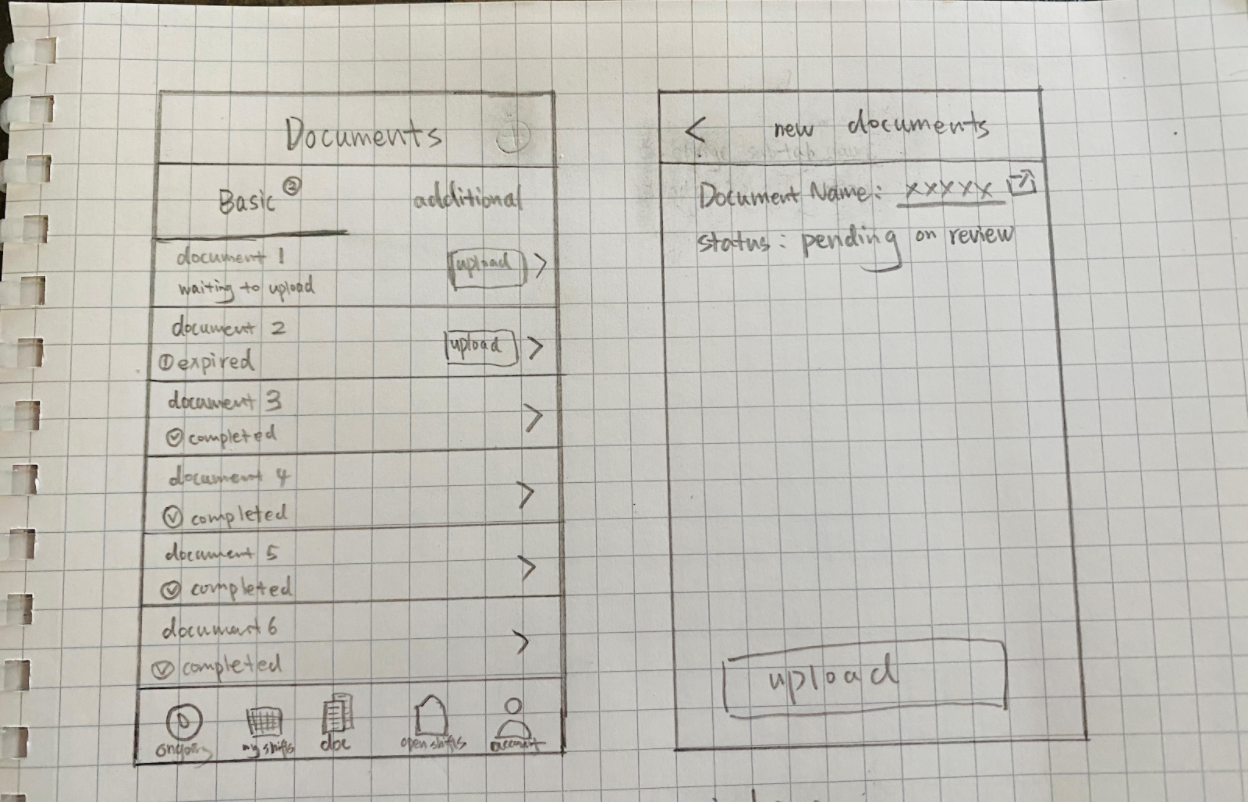 Documents
Basic ②
additional
document 1
waiting to upload
upload >
document 2
expired
upload >
document 3
completed
>
document 4
completed
>
document 5
completed
>
document 6
completed
>
ongoing
my shifts
doc
open shifts
account
< new documents
Document Name: xxxxx
status: pending on review
upload